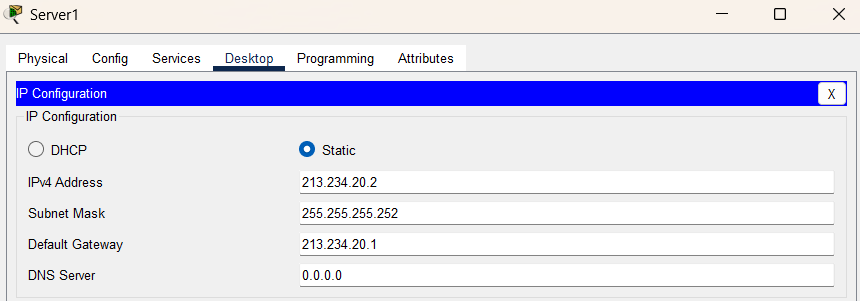 Server1
Physical Config Services Desktop Programming Attributes
IP Configuration X
IP Configuration
DHCP Static
IPv4 Address 213.234.20.2
Subnet Mask 255.255.255.252
Default Gateway 213.234.20.1
DNS Server 0.0.0.0